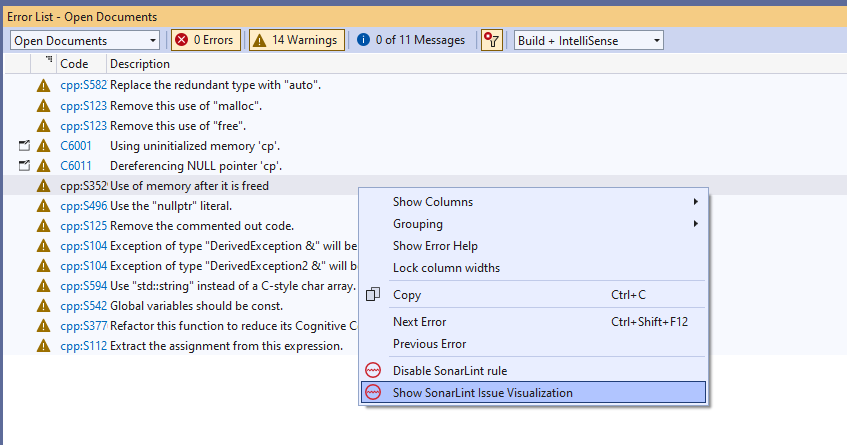 Error List - Open Documents
Open Documents 0 Errors 14 Warnings 0 of 11 Messages Build + IntelliSense
Code Description
cpp:S582 Replace the redundant type with "auto".
cpp:S123 Remove this use of "malloc".
cpp:S123 Remove this use of "free".
C6001 Using uninitialized memory 'cp'.
C6011 Dereferencing NULL pointer 'cp'.
cpp:S352 Use of memory after it is freed
cpp:S496 Use the "nullptr" literal.
cpp:S125 Remove the commented out code.
cpp:S104 Exception of type "DerivedException &" will be
cpp:S104 Exception of type "DerivedException2 &" will b
cpp:S594 Use "std::string" instead of a C-style char array.
cpp:S542 Global variables should be const.
cpp:S377 Refactor this function to reduce its Cognitive C
cpp:S112 Extract the assignment from this expression.
Show Columns
Grouping
Show Error Help
Lock column widths
Copy Ctrl+C
Next Error Ctrl+Shift+F12
Previous Error
Disable SonarLint rule
Show SonarLint Issue Visualization